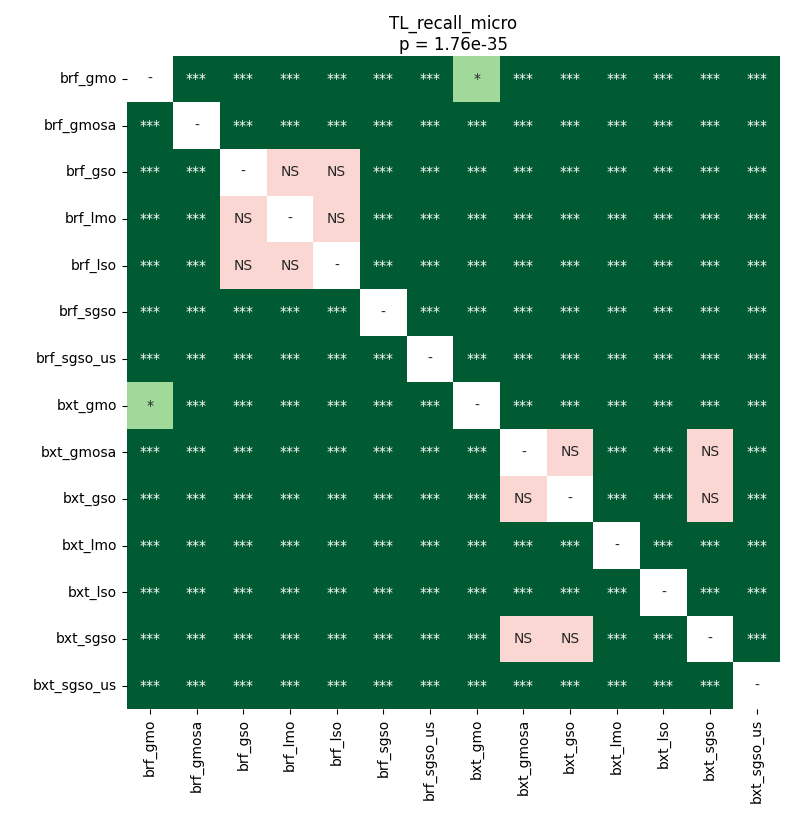 TL_recall_micro
p = 1.76e-35
brf_gmo - *** *** *** *** *** *** * *** *** *** *** *** ***
brf_gmosa *** - *** *** *** *** *** *** *** *** *** *** *** ***
brf_gso *** *** - NS NS *** *** *** *** *** *** *** *** ***
brf_lmo *** *** NS - NS *** *** *** *** *** *** *** *** ***
brf_lso *** *** NS NS - *** *** *** *** *** *** *** *** ***
brf_sgso *** *** *** *** *** - *** *** *** *** *** *** *** ***
brf_sgso_us *** *** *** *** *** *** - *** *** *** *** *** *** ***
bxt_gmo * *** *** *** *** *** *** - *** *** *** *** *** ***
bxt_gmosa *** *** *** *** *** *** *** *** - NS *** *** NS ***
bxt_gso *** *** *** *** *** *** *** *** NS - *** *** NS ***
bxt_lmo *** *** *** *** *** *** *** *** *** *** - *** *** ***
bxt_lso *** *** *** *** *** *** *** *** *** *** *** - *** ***
bxt_sgso *** *** *** *** *** *** *** *** NS NS *** *** - ***
bxt_sgso_us *** *** *** *** *** *** *** *** *** *** *** *** *** -
brf_gmo
brf_gmosa
brf_gso
brf_lmo
brf_lso
brf_sgso
brf_sgso_us
bxt_gmo
bxt_gmosa
bxt_gso
bxt_lmo
bxt_lso
bxt_sgso
bxt_sgso_us